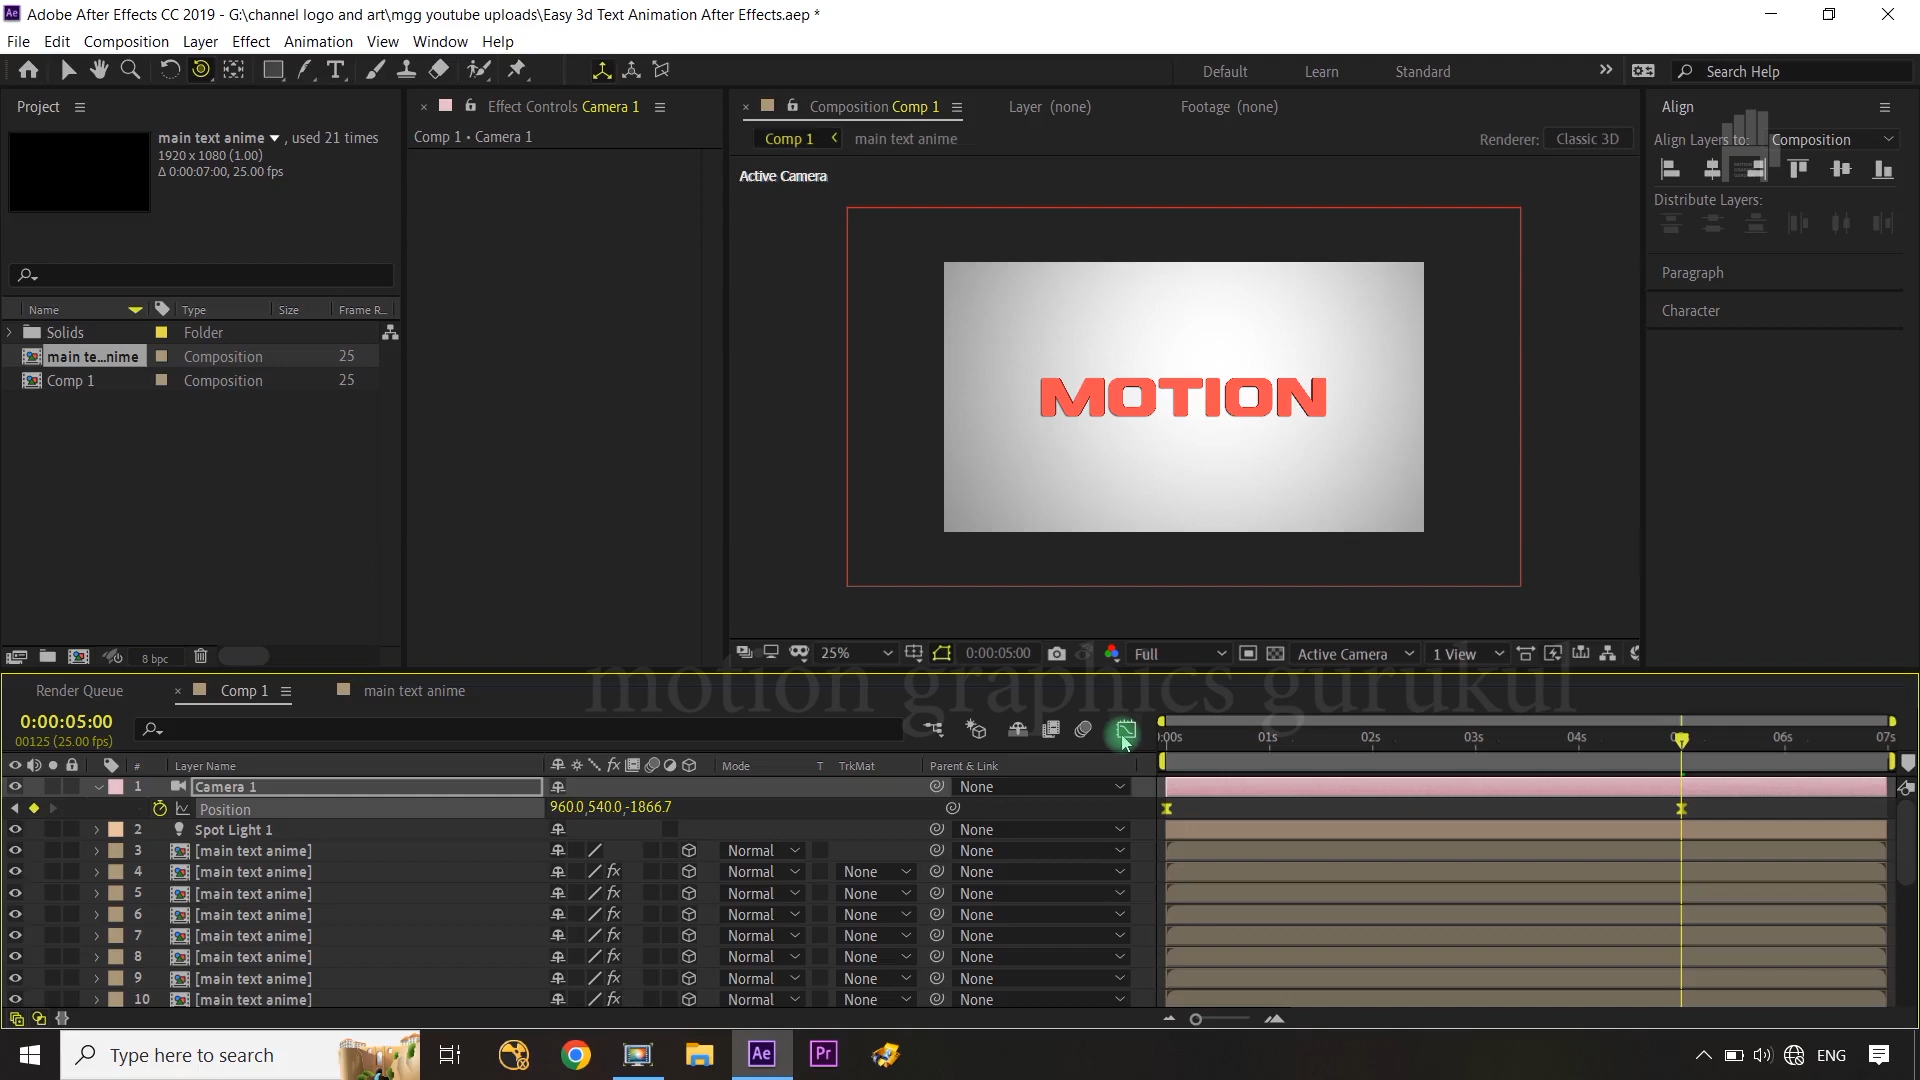 Adobe After Effects CC 2019 - G:\channel logo and art\mgg youtube uploads\Easy 3d Text Animation After Effects.aep *
File Edit Composition Layer Effect Animation View Window Help
Default Learn Standard Search Help
Project
main text anime , used 21 times
1920 x 1080 (1.00)
Δ 0:00:07:00, 25.00 fps
Name Type Size Frame R...
Solids Folder
main te...nime Composition 25
Comp 1 Composition 25
8 bpc
Effect Controls Camera 1
Comp 1 • Camera 1
Composition Comp 1 Layer (none) Footage (none)
Comp 1 main text anime Renderer: Classic 3D
Active Camera
MOTION
25% 0:00:05:00 Full Active Camera 1 View
Align
Align Layers to: Composition
Distribute Layers:
Paragraph
Character
motion graphics gurukul
Render Queue Comp 1 main text anime
0:00:05:00
00125 (25.00 fps)
:00s 01s 02s 03s 04s 06s 07s
# Layer Name Mode T TrkMat Parent & Link
1 Camera 1 None
Position 960.0,540.0,-1866.7
2 Spot Light 1 None
3 [main text anime] Normal None
4 [main text anime] Normal None None
5 [main text anime] Normal None None
6 [main text anime] Normal None None
7 [main text anime] Normal None None
8 [main text anime] Normal None None
9 [main text anime] Normal None None
10 [main text anime] Normal None None
Type here to search Ae Pr ENG